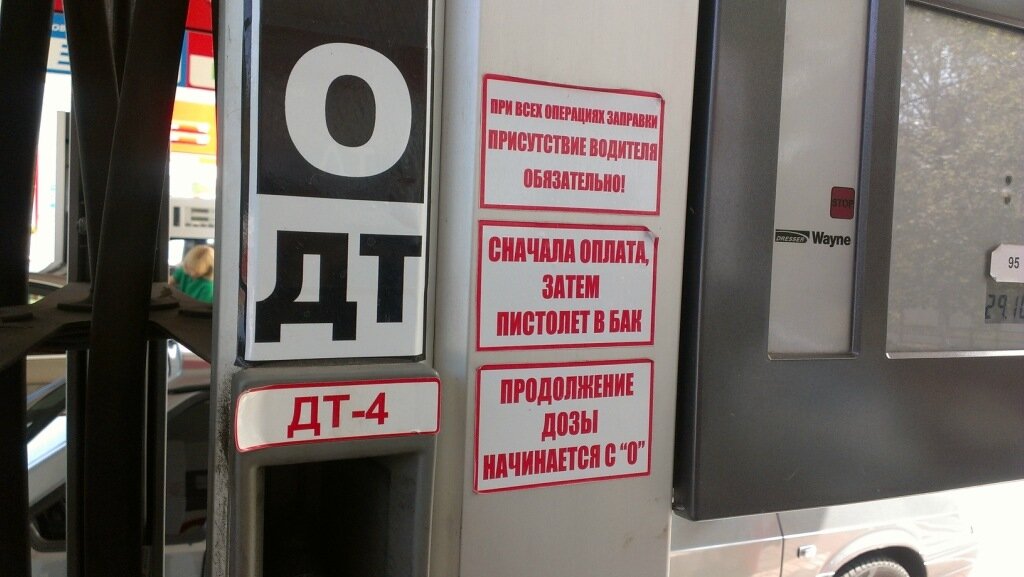 О
ДТ
ДТ-4
ПРИ ВСЕХ ОПЕРАЦИЯХ ЗАПРАВКИ
ПРИСУТСТВИЕ ВОДИТЕЛЯ
ОБЯЗАТЕЛЬНО!
СНАЧАЛА ОПЛАТА,
ЗАТЕМ
ПИСТОЛЕТ В БАК
ПРОДОЛЖЕНИЕ
ДОЗЫ
НАЧИНАЕТСЯ С “О”
STOP
DRESSER Wayne
95